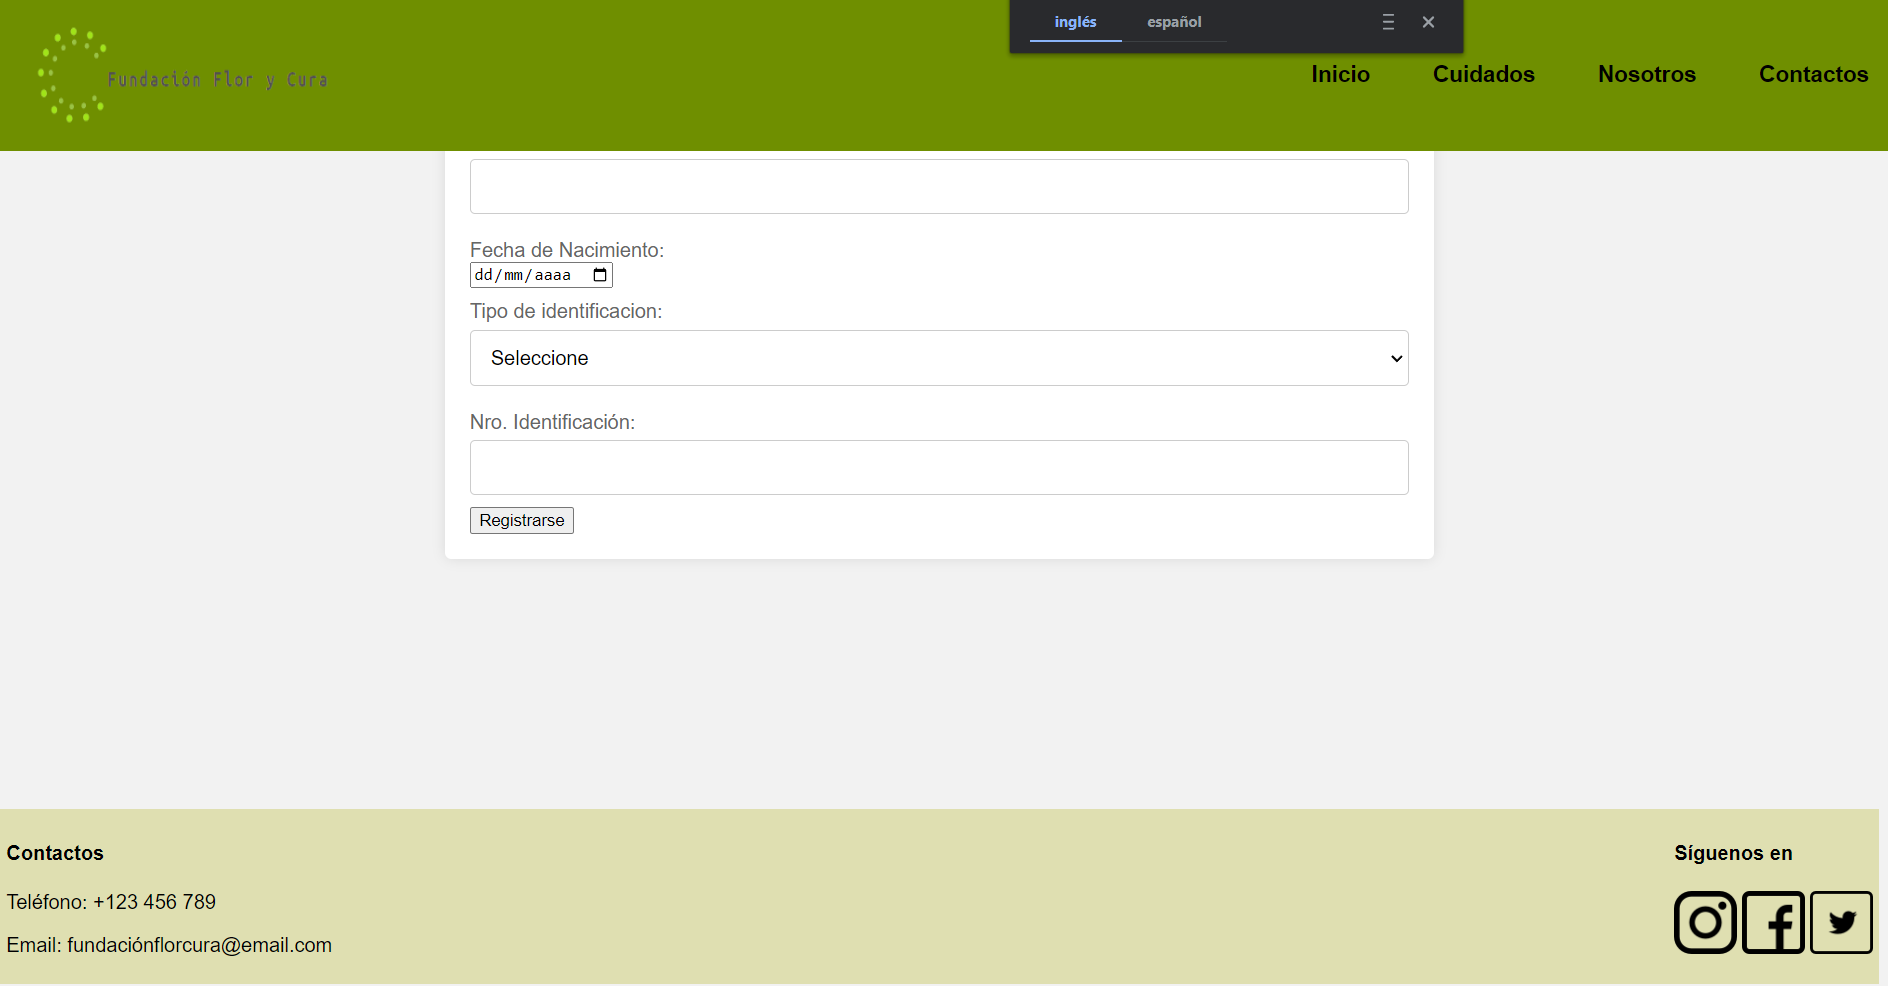 inglés español
Fundación Flor y Cura
Inicio Cuidados Nosotros Contactos
Fecha de Nacimiento:
dd/mm/aaaa
Tipo de identificacion:
Seleccione
Nro. Identificación:
Registrarse
Contactos
Síguenos en
Teléfono: +123 456 789
Email: fundaciónflorcura@email.com